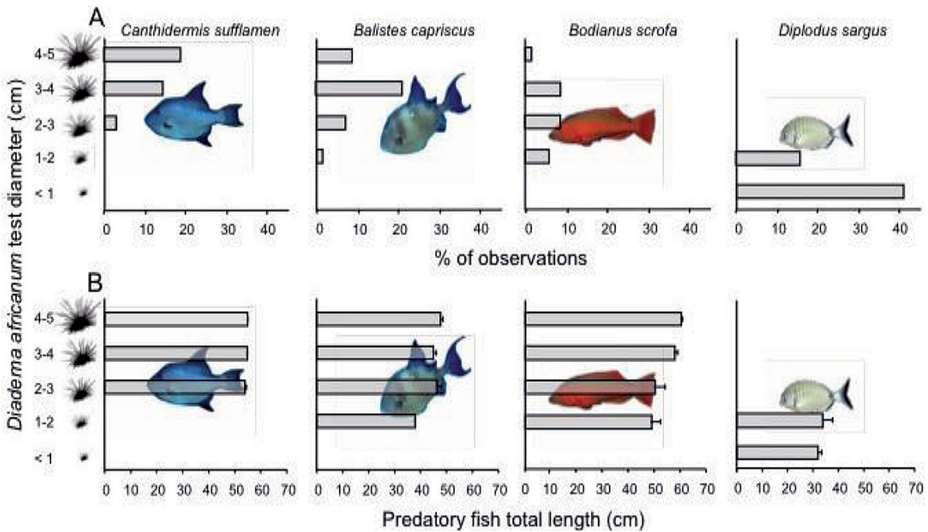 A
Canthidermis sufflamen Balistes capriscus Bodianus scrofa Diplodus sargus
4-5
3-4
2-3
1-2
< 1
0 10 20 30 40 0 10 20 30 40 0 10 20 30 40 0 10 20 30 40
% of observations
Diadema africanum test diameter (cm)
B
4-5
3-4
2-3
1-2
< 1
0 10 20 30 40 50 60 70 0 10 20 30 40 50 60 70 0 10 20 30 40 50 60 70 0 10 20 30 40 50 60 70
Predatory fish total length (cm)